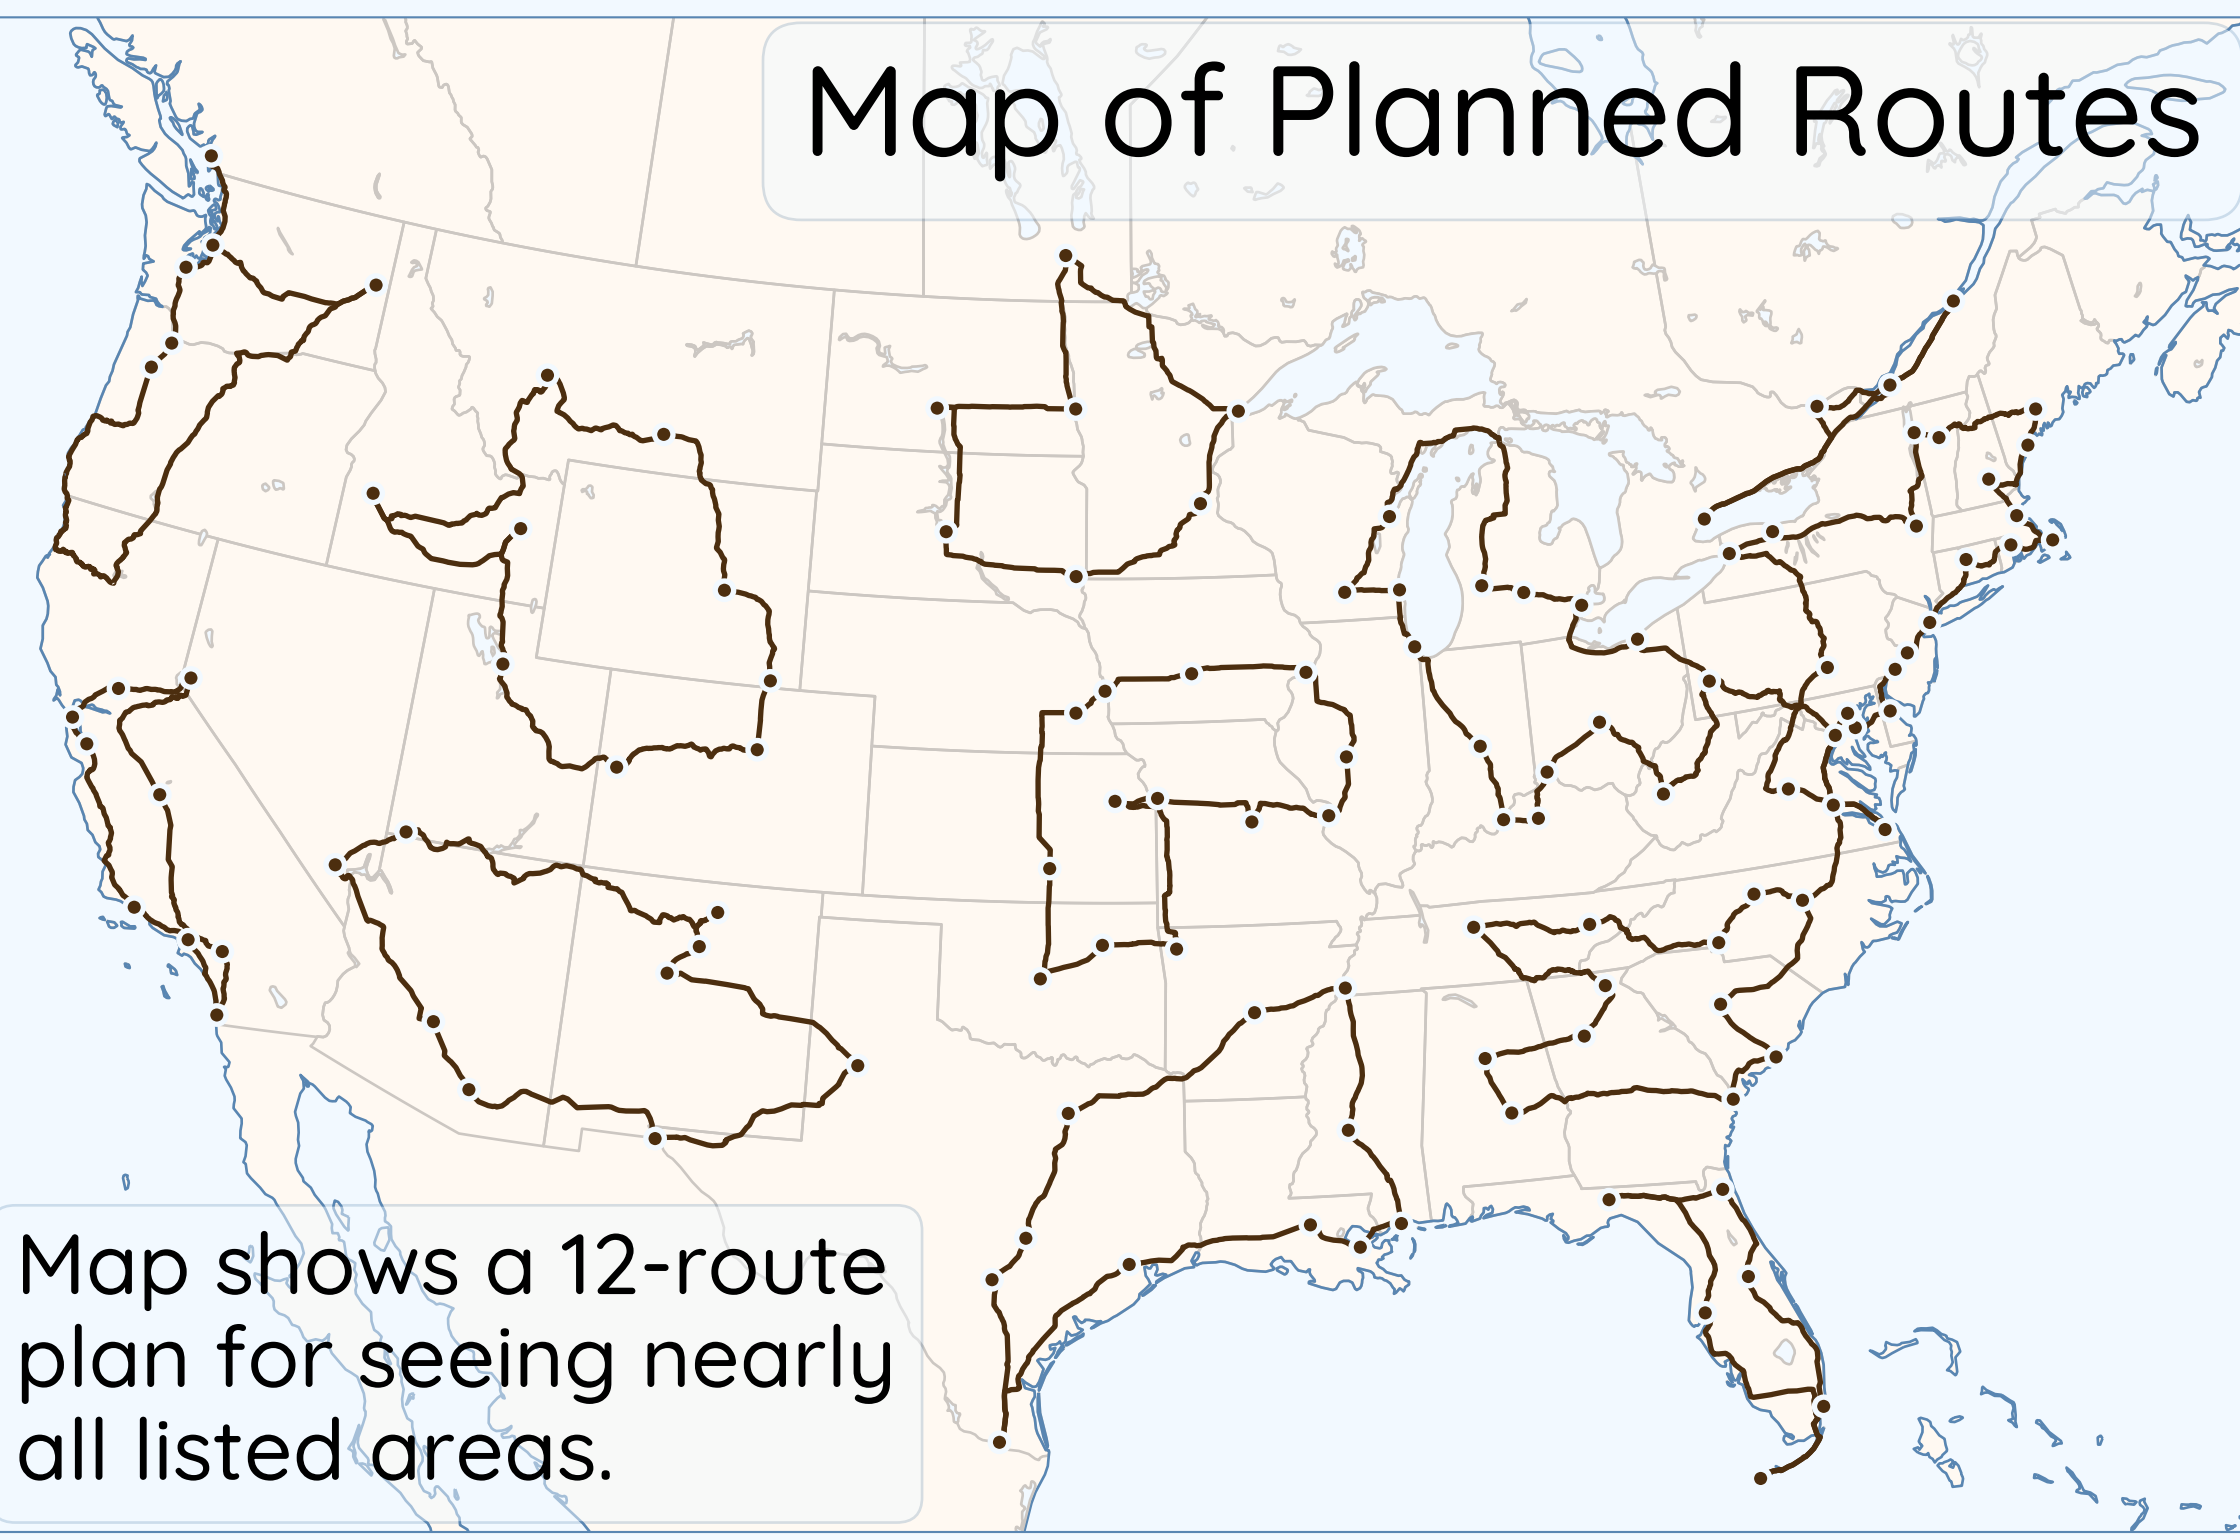 Map of Planned Routes
Map shows a 12-route
plan for seeing nearly
all listed areas.